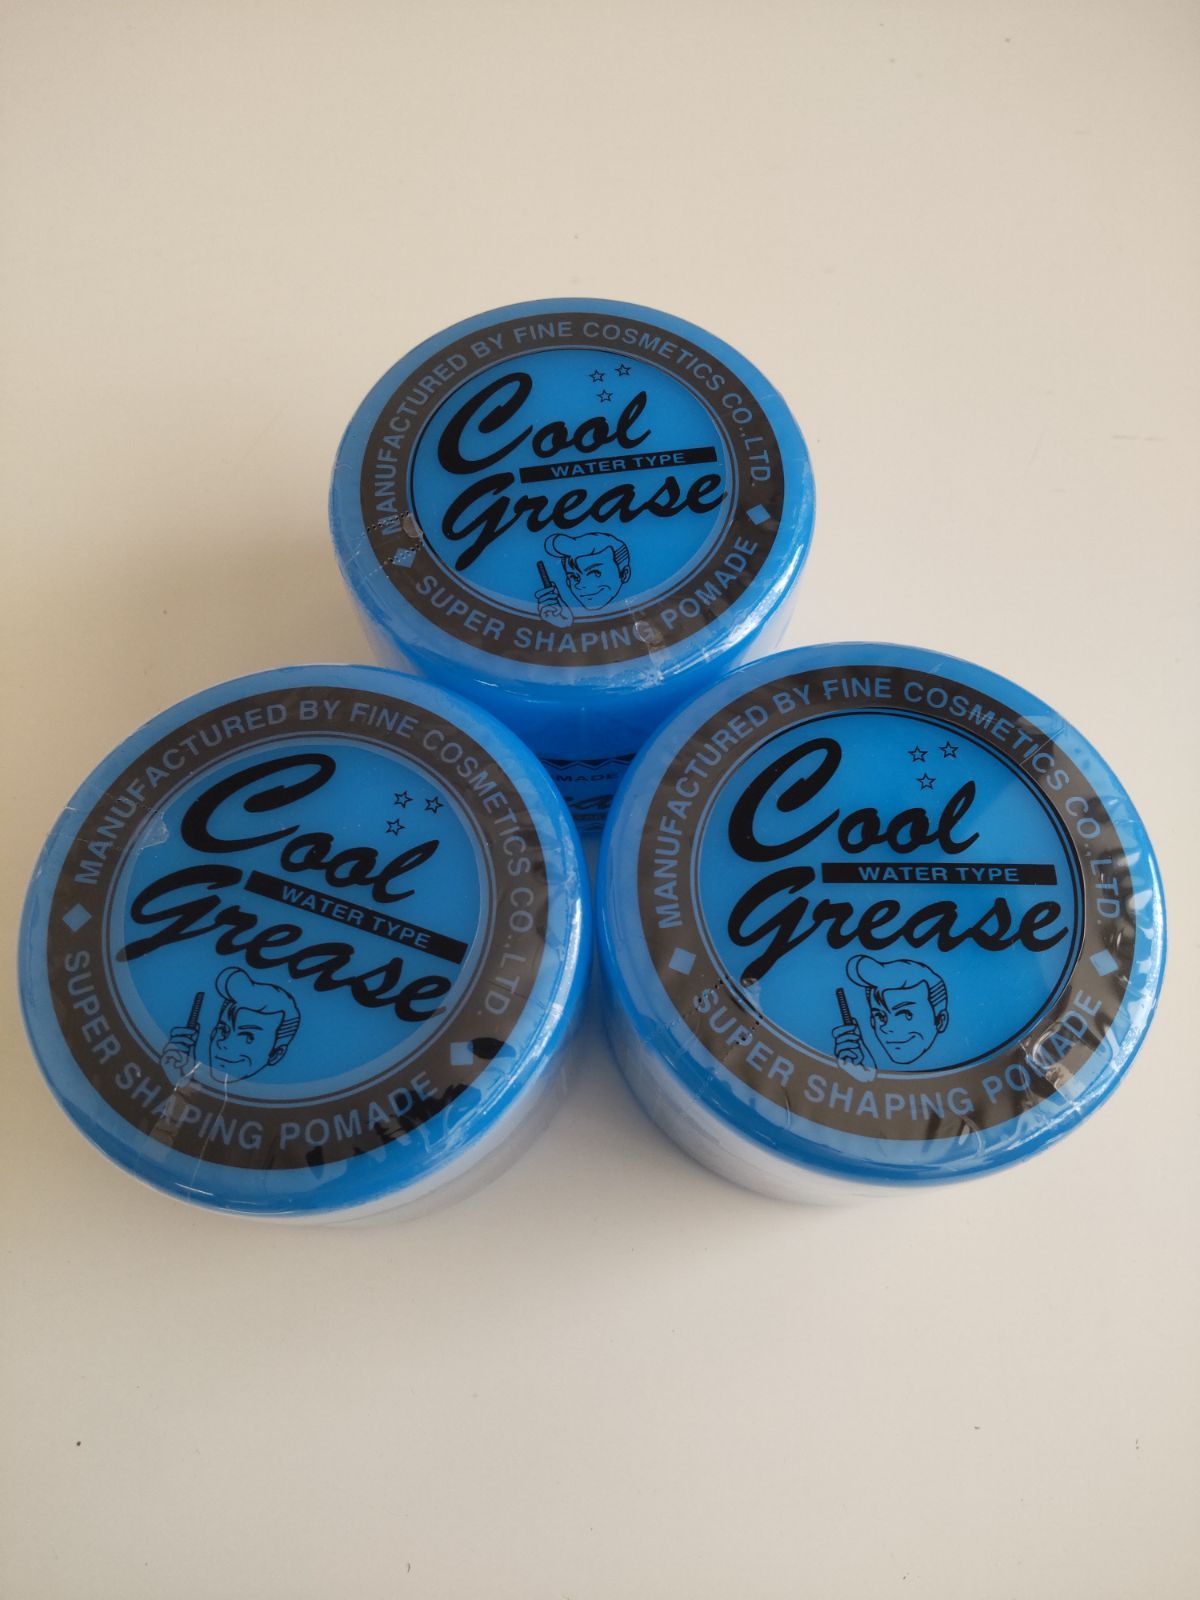 MANUFACTURED BY FINE COSMETICS CO.,LTD.
Cool
WATER TYPE
Grease
SUPER SHAPING POMADE
MANUFACTURED BY FINE COSMETICS CO.,LTD.
Cool
WATER TYPE
Grease
SUPER SHAPING POMADE
MANUFACTURED BY FINE COSMETICS CO.,LTD.
Cool
WATER TYPE
Grease
SUPER SHAPING POMADE